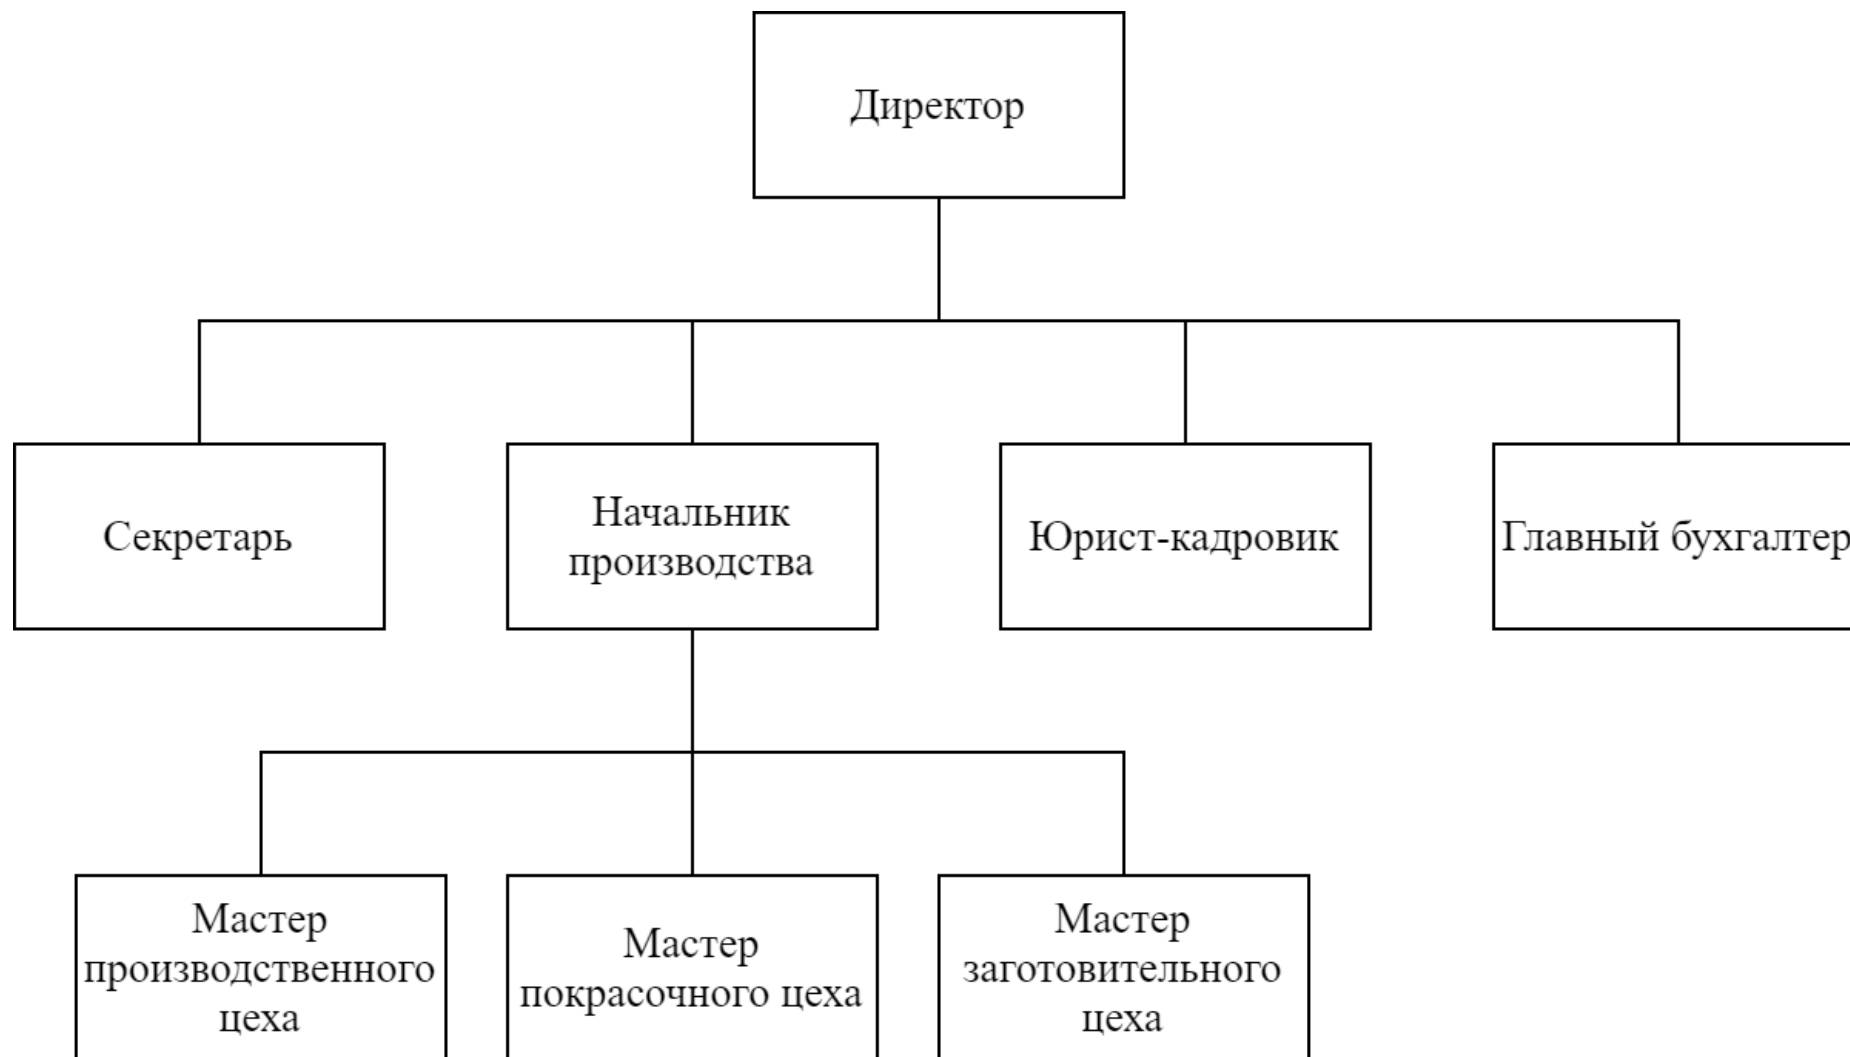 Директор
Секретарь
Начальник
производства
Юрист-кадровик
Главный бухгалтер
Мастер
производственного
цеха
Мастер
покрасочного цеха
Мастер
заготовительного
цеха